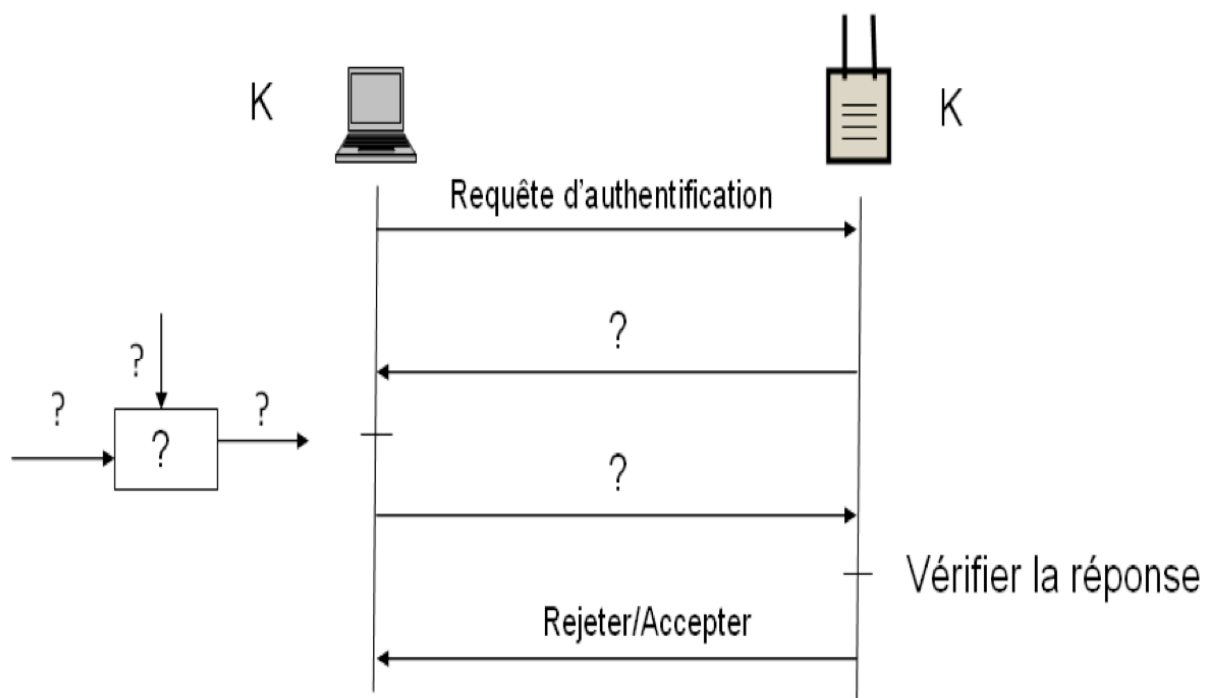 K
K
Requête d'authentification
?
?
?
?
?
?
Vérifier la réponse
Rejeter/Accepter